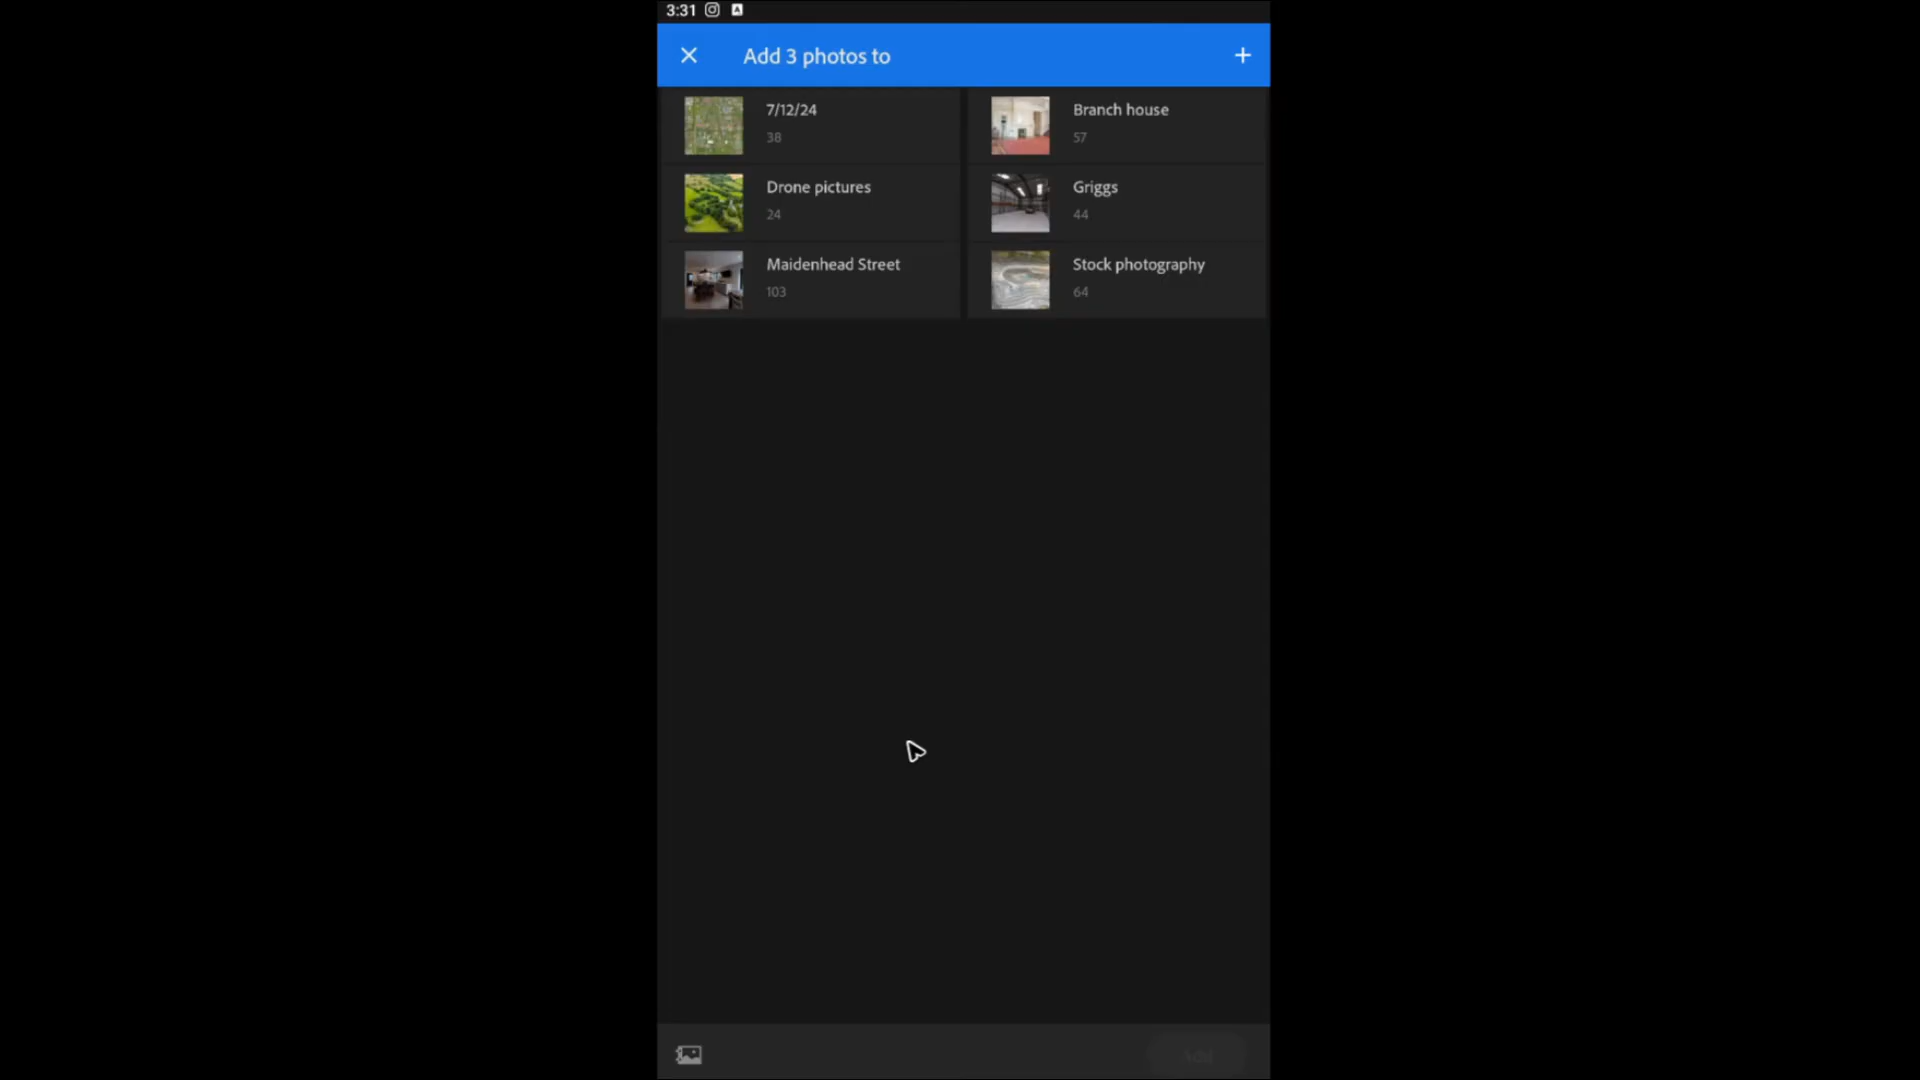 3:31
Add 3 photos to
7/12/24
38
Branch house
57
Drone pictures
24
Griggs
44
Maidenhead Street
103
Stock photography
64
Add